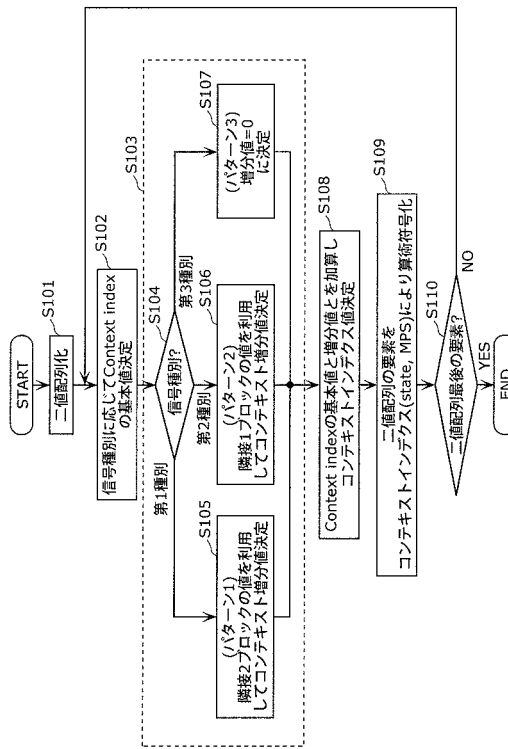 START
S101
二値配列化
S102
信号種別に応じてContext index
の基本値決定
S103
S104
信号種別?
第1種別
第2種別
第3種別
S105
(パターン1)
隣接2ブロックの値を利用
してコンテキスト増分値決定
S106
(パターン2)
隣接1ブロックの値を利用
してコンテキスト増分値決定
S107
(パターン3)
増分値=0
に決定
S108
Context indexの基本値と増分値とを加算し
コンテキストインデクス値決定
S109
二値配列の要素を
コンテキストインデクス(state, MPS)により算術符号化
S110
二値配列最後の要素?
NO
YES
END